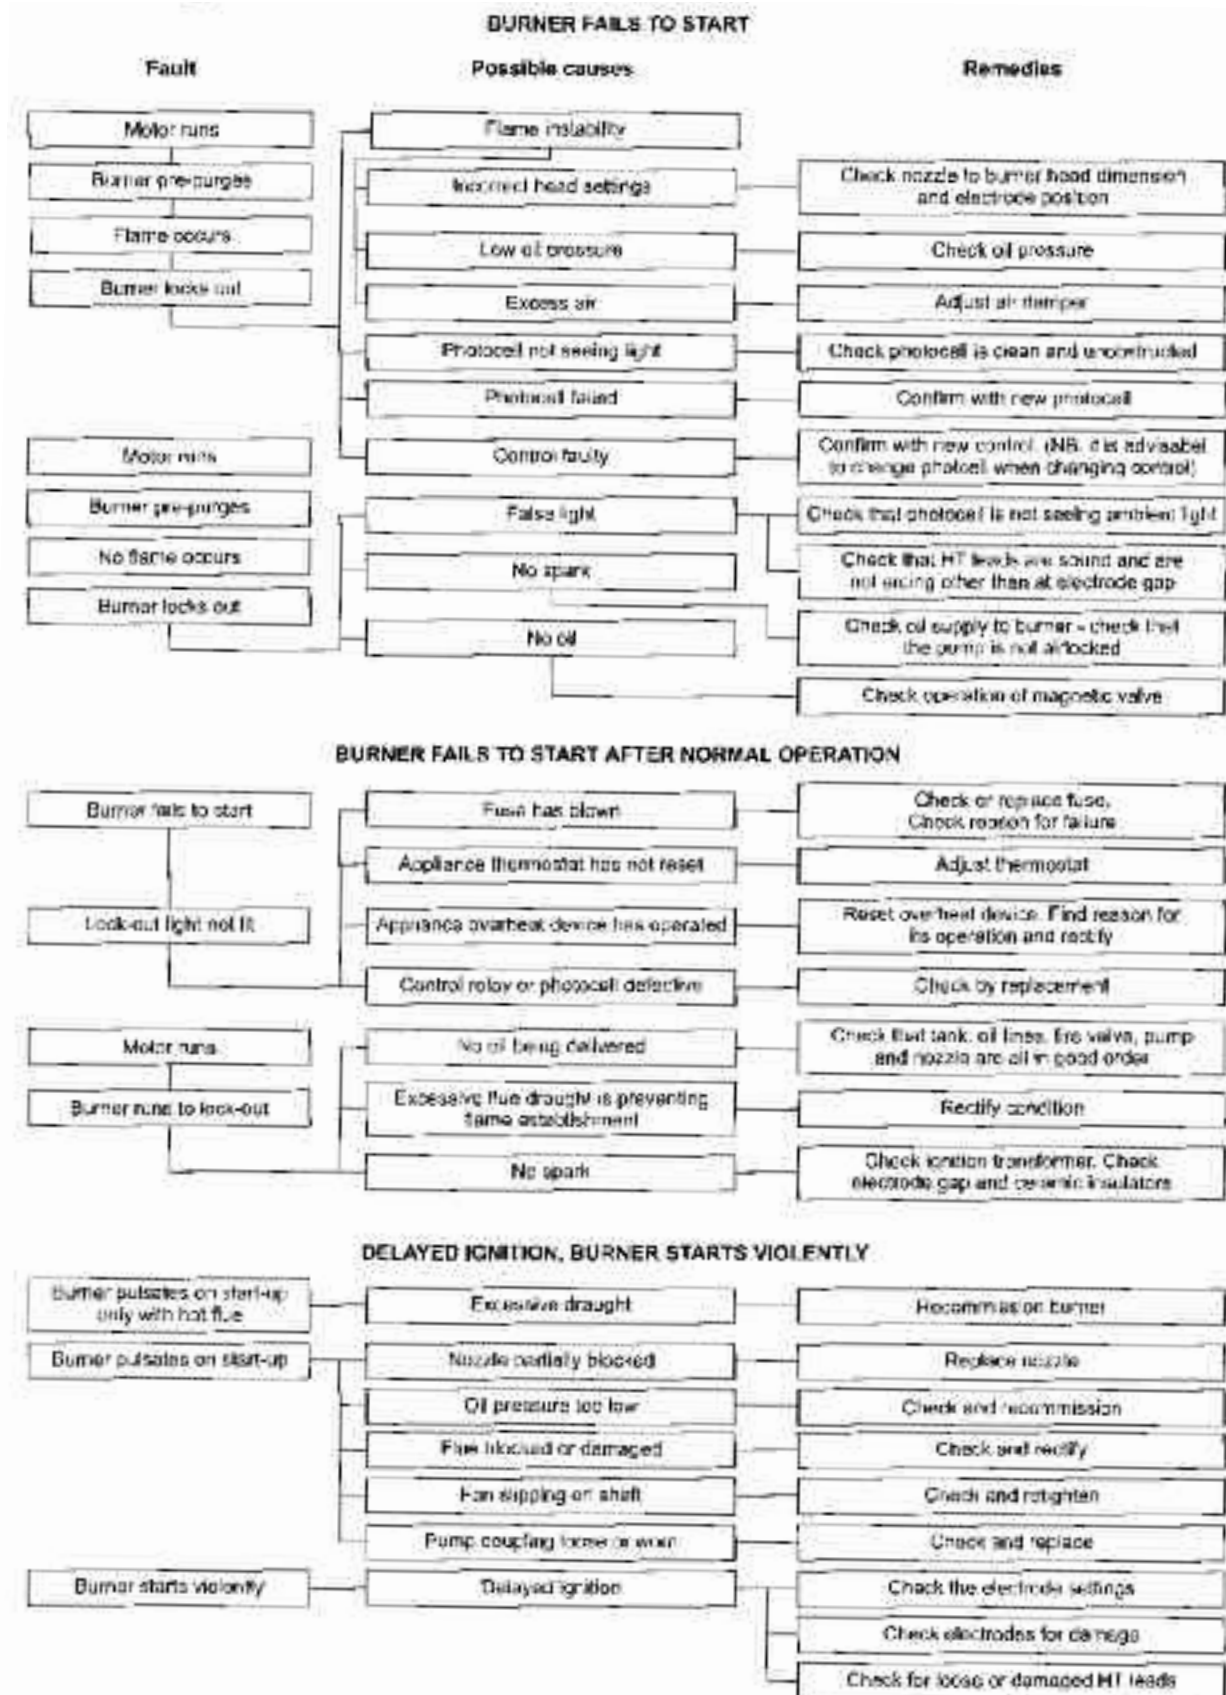 BURNER FAILS TO START
Fault
Possible causes
Remedies
Motor runs
Flame instability
Burner pre-purges
Incorrect head settings
Check nozzle to burner head dimension
and electrode position
Flame occurs
Low oil pressure
Check oil pressure
Burner locks out
Excess air
Adjust air damper
Photocell not seeing light
Check photocell is clean and unobstructed
Photocell failed
Confirm with new photocell
Motor runs
Control faulty
Confirm with new control. (NB. it is advisabel
to change photcell when changing control)
Burner pre-purges
False light
Check that photocell is not seeing ambient light
No flame occurs
No spark
Check that HT leads are sound and are
not arcing other than at electrode gap
Burner locks out
No oil
Check oil supply to burner - check that
the pump is not airlocked
Check operation of magnetic valve
BURNER FAILS TO START AFTER NORMAL OPERATION
Burner fails to start
Fuse has blown
Check or replace fuse.
Check reason for failure
Appliance thermostat has not reset
Adjust thermostat
Lock-out light not lit
Appliance overheat device has operated
Reset overheat device. Find reason for
its operation and rectify
Control relay or photocell defective
Check by replacement
Motor runs
No oil being delivered
Check that tank, oil lines, fire valve, pump
and nozzle are all in good order
Burner runs to lock-out
Excessive flue draught is preventing
flame establishment
Rectify condition
No spark
Check ignition transformer. Check
electrode gap and ceramic insulators
DELAYED IGNITION, BURNER STARTS VIOLENTLY
Burner pulsates on start-up
only with hot flue
Excessive draught
Recommission burner
Burner pulsates on start-up
Nozzle partially blocked
Replace nozzle
Oil pressure too low
Check and recommission
Flue blocked or damaged
Check and rectify
Fan slipping on shaft
Check and retighten
Pump coupling loose or worn
Check and replace
Burner starts violently
Delayed ignition
Check the electrode settings
Check electrodes for damage
Check for loose or damaged HT leads